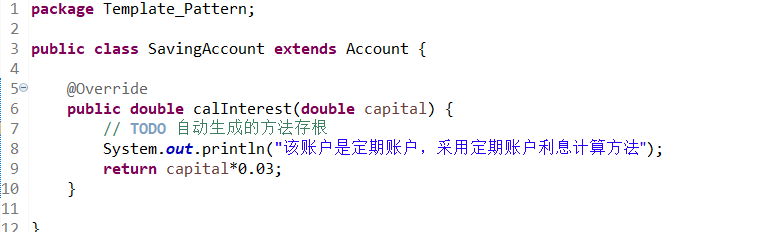 1 package Template_Pattern;
2
3 public class SavingAccount extends Account {
4
5 @Override
6 public double calInterest(double capital) {
7 // TODO 自动生成的方法存根
8 System.out.println("该账户是定期账户，采用定期账户利息计算方法");
9 return capital*0.03;
10 }
11
12 }